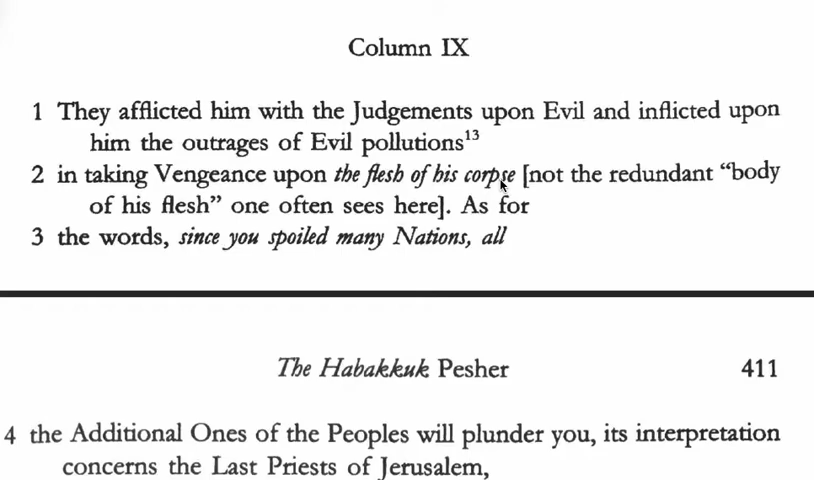 Column IX
1 They afflicted him with the Judgements upon Evil and inflicted upon
him the outrages of Evil pollutions13
2 in taking Vengeance upon the flesh of his corpse [not the redundant “body
of his flesh” one often sees here]. As for
3 the words, since you spoiled many Nations, all
The Habakkuk Pesher 411
4 the Additional Ones of the Peoples will plunder you, its interpretation
concerns the Last Priests of Jerusalem,